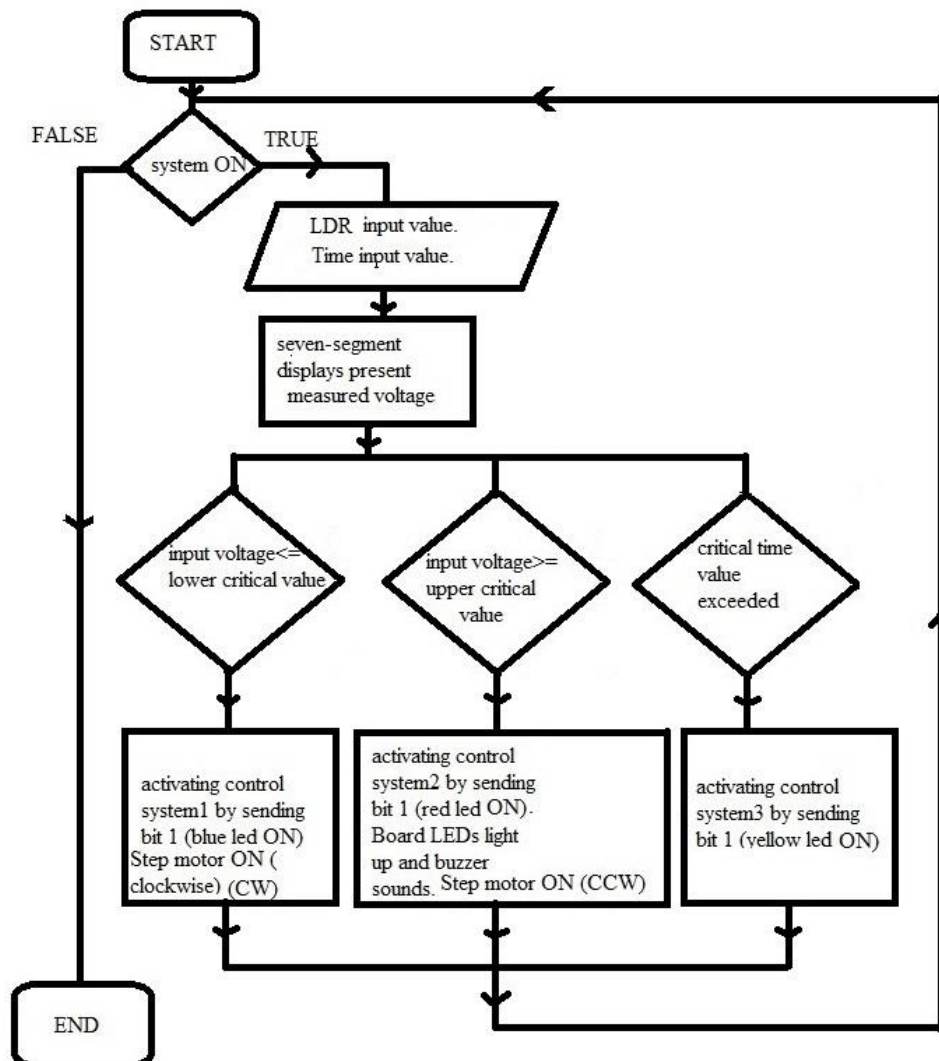 START
FALSE
TRUE
system ON
LDR input value.
Time input value.
seven-segment
displays present
measured voltage
input voltage<=
lower critical value
input voltage>=
upper critical
value
critical time
value
exceeded
activating control
system1 by sending
bit 1 (blue led ON)
Step motor ON (
clockwise) (CW)
activating control
system2 by sending
bit 1 (red led ON).
Board LEDs light
up and buzzer
sounds. Step motor ON (CCW)
activating control
system3 by sending
bit 1 (yellow led ON)
END